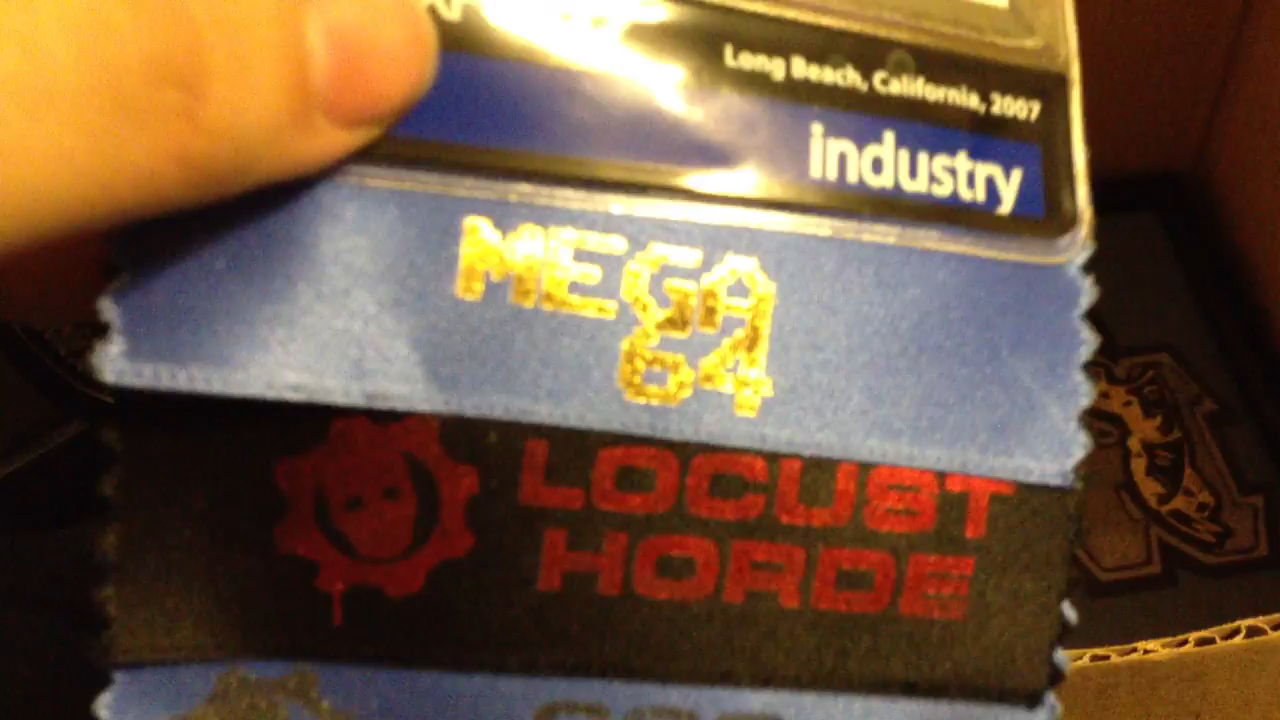 Long Beach, California, 2007
industry
MEGA
64
LOCUST
HORDE